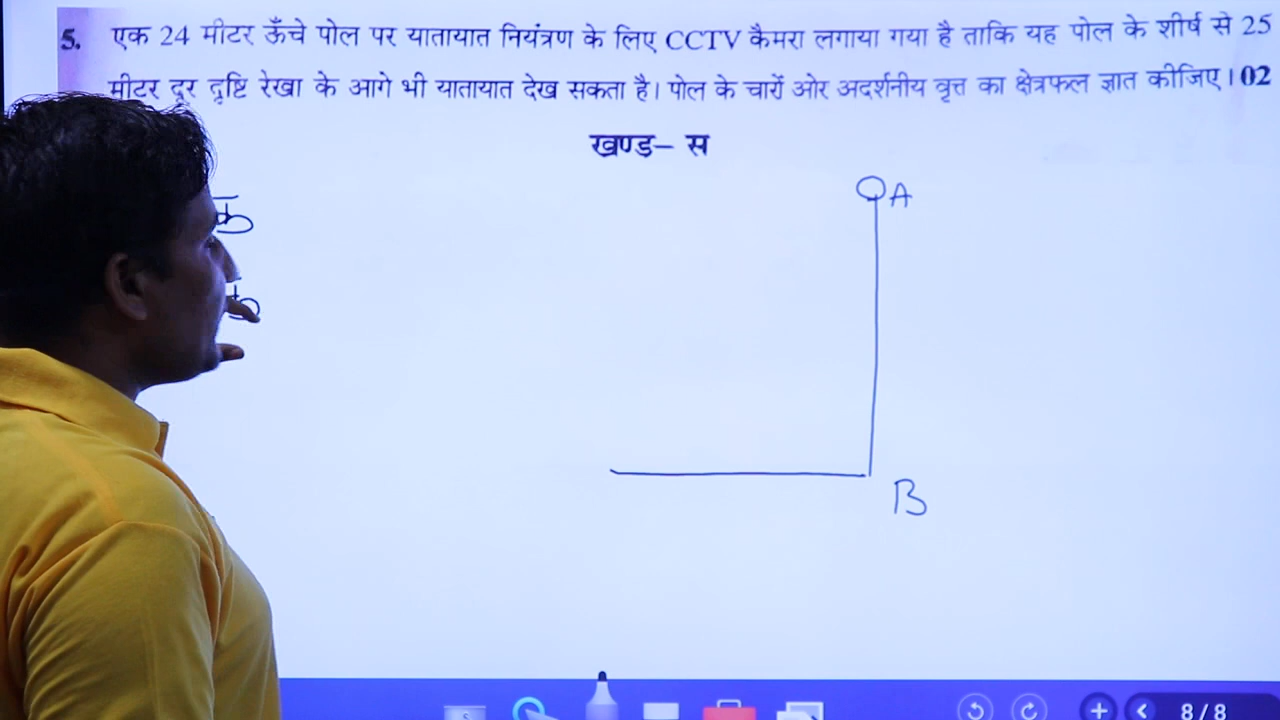 5. एक 24 मीटर ऊँचे पोल पर यातायात नियंत्रण के लिए CCTV कैमरा लगाया गया है ताकि यह पोल के शीर्ष से 25
मीटर दूर दृष्टि रेखा के आगे भी यातायात देख सकता है। पोल के चारों ओर अदर्शनीय वृत्त का क्षेत्रफल ज्ञात कीजिए। 02
खण्ड– स
A
B
8/8